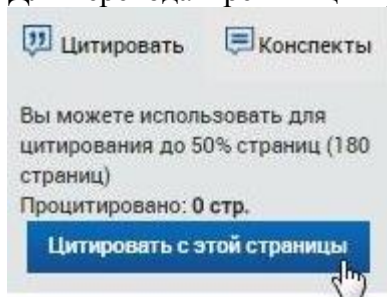 Цитировать Конспекты
Вы можете использовать для
цитирования до 50% страниц (180
страниц)
Процитировано: 0 стр.
Цитировать с этой страницы